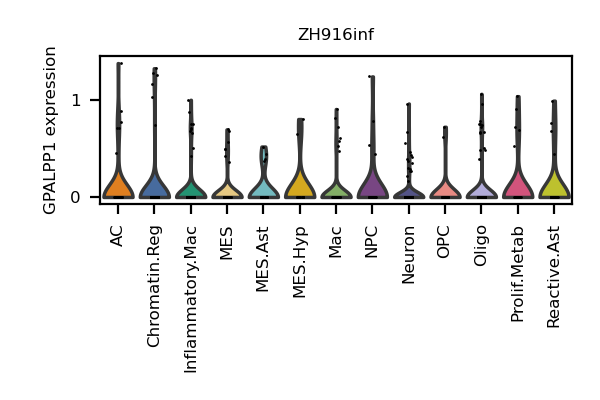 ZH916inf
GPALPP1 expression
1
0
AC
Chromatin.Reg
Inflammatory.Mac
MES
MES.Ast
MES.Hyp
Mac
NPC
Neuron
OPC
Oligo
Prolif.Metab
Reactive.Ast